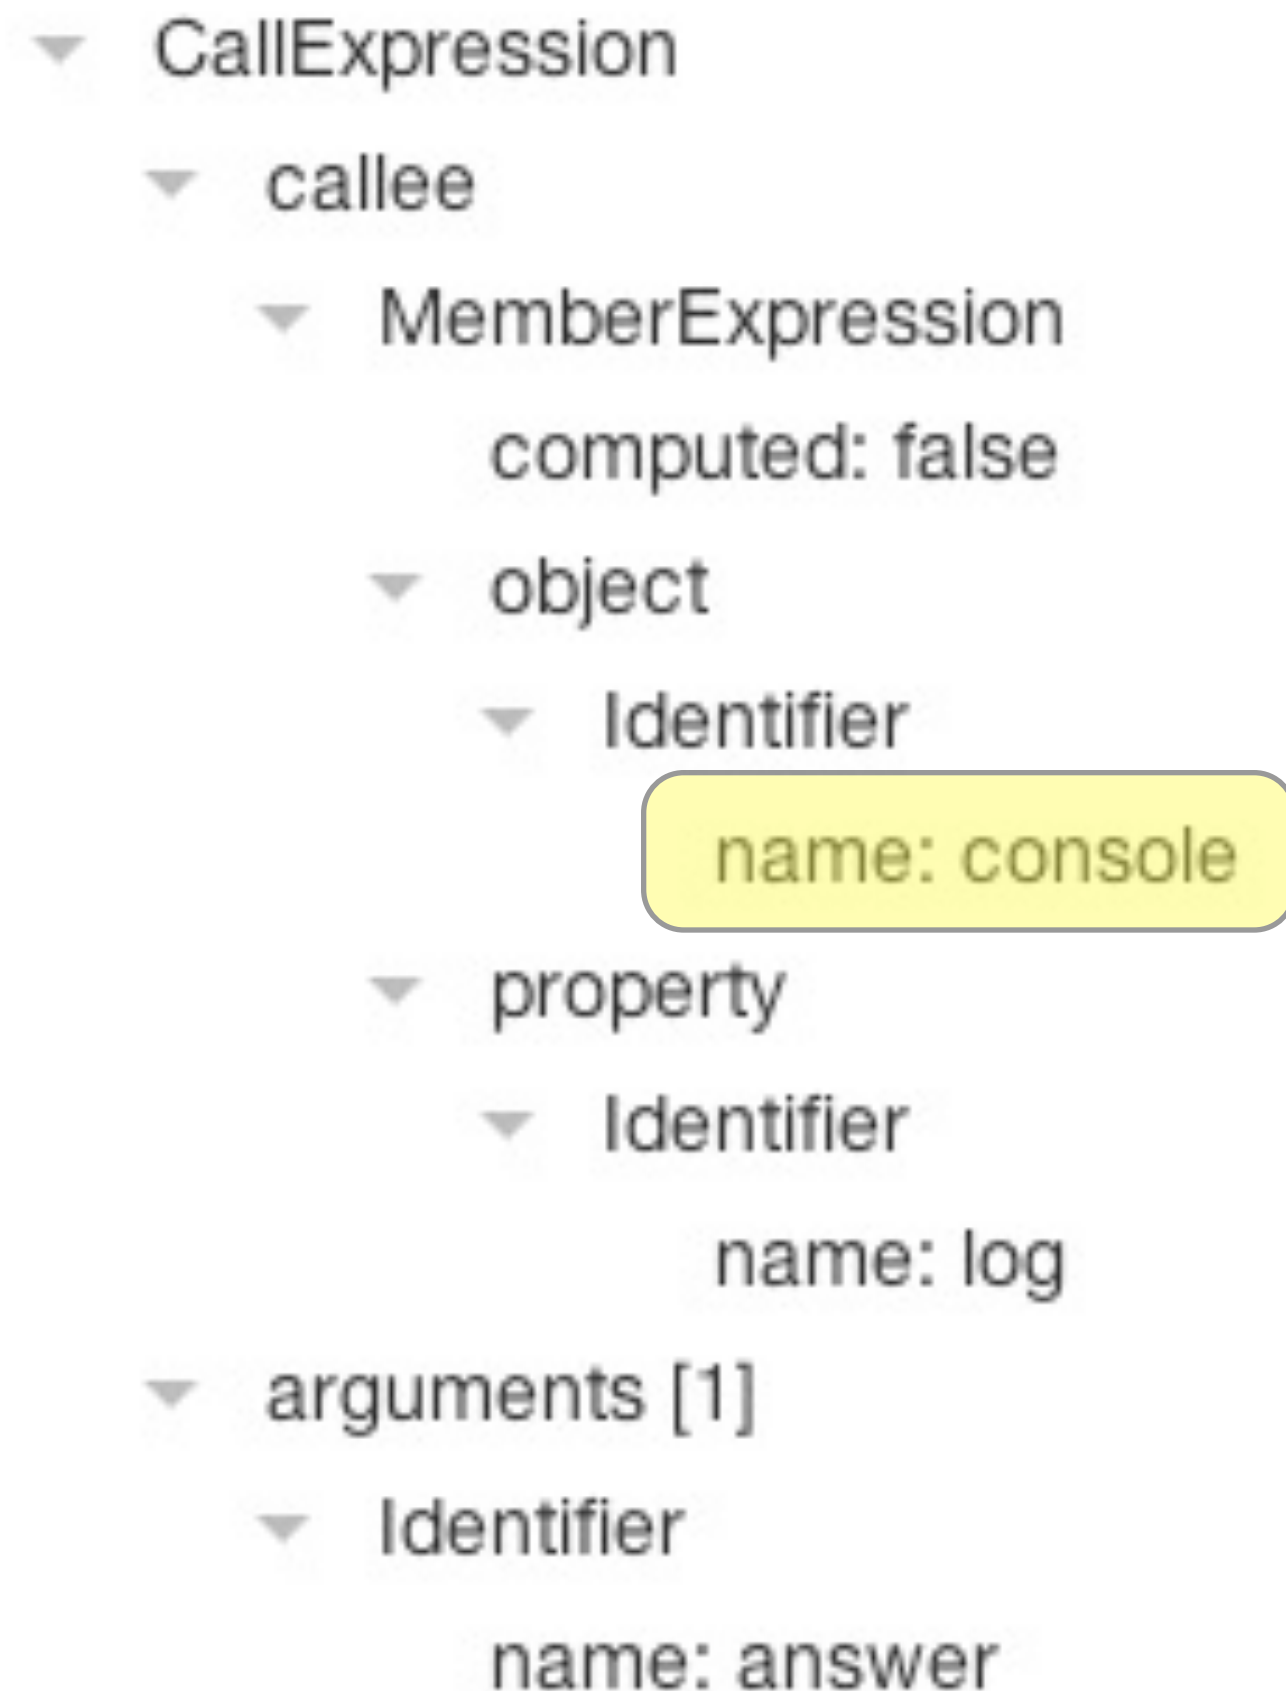 CallExpression
callee
MemberExpression
computed: false
object
Identifier
name: console
property
Identifier
name: log
arguments [1]
Identifier
name: answer